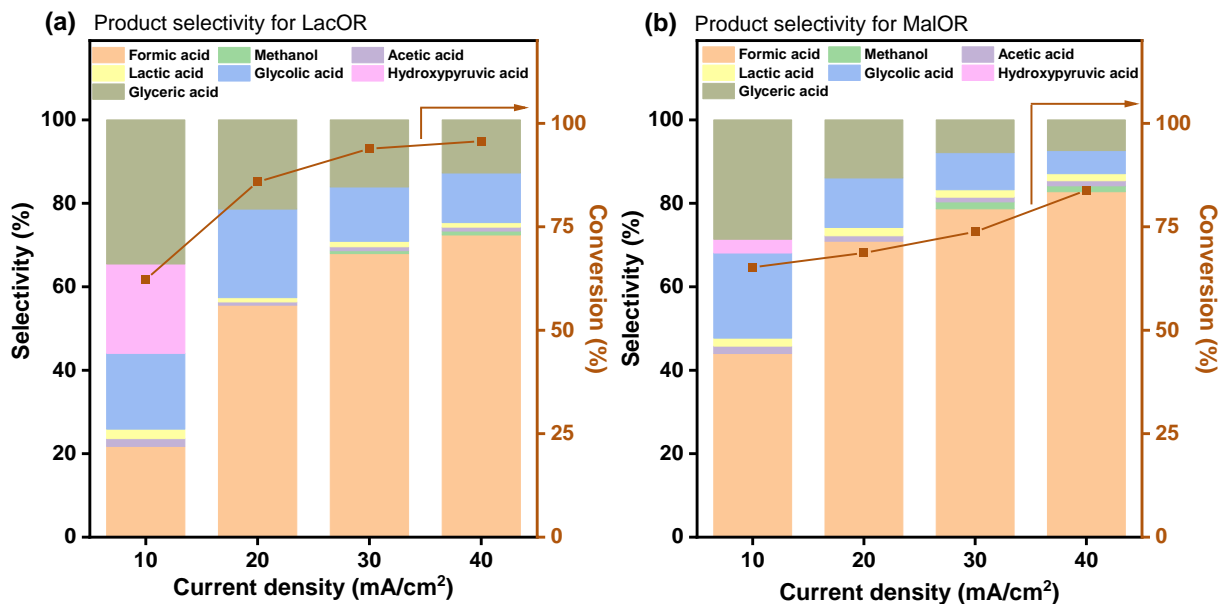 (a) Product selectivity for LacOR
Formic acid Methanol Acetic acid
Lactic acid Glycolic acid Hydroxypyruvic acid
Glyceric acid
Selectivity (%)
100
80
60
40
20
0
10 20 30 40
Current density (mA/cm²)
100
75
50
25
0
Conversion (%)
(b) Product selectivity for MalOR
Formic acid Methanol Acetic acid
Lactic acid Glycolic acid Hydroxypyruvic acid
Glyceric acid
Selectivity (%)
100
80
60
40
20
0
10 20 30 40
Current density (mA/cm²)
100
75
50
25
0
Conversion (%)